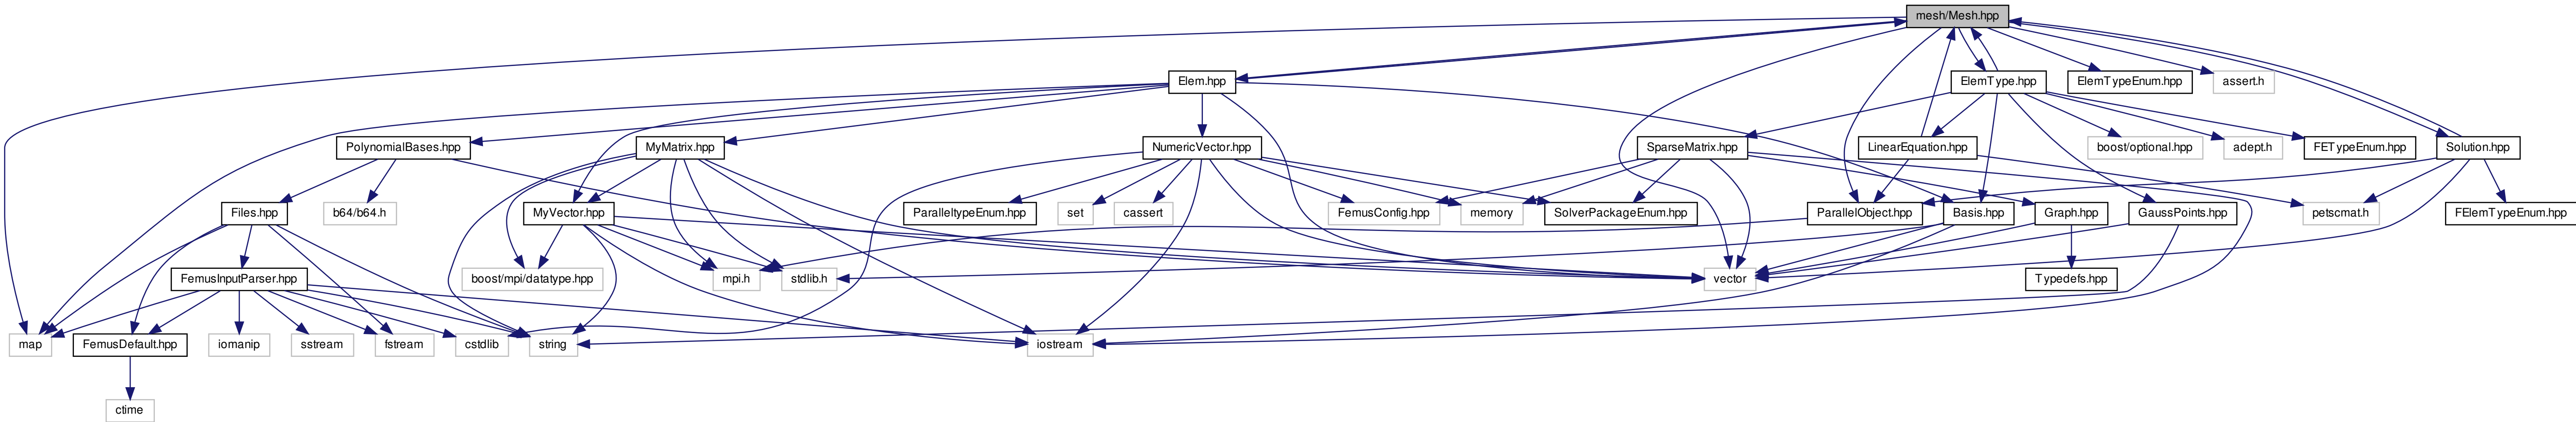 mesh/Mesh.hpp
Elem.hpp
ElemType.hpp
ElemTypeEnum.hpp
assert.h
PolynomialBases.hpp
MyMatrix.hpp
NumericVector.hpp
SparseMatrix.hpp
LinearEquation.hpp
boost/optional.hpp
adept.h
FETypeEnum.hpp
Solution.hpp
Files.hpp
b64/b64.h
MyVector.hpp
ParalleltypeEnum.hpp
set
cassert
FemusConfig.hpp
memory
SolverPackageEnum.hpp
ParallelObject.hpp
Basis.hpp
Graph.hpp
GaussPoints.hpp
petscmat.h
FElemTypeEnum.hpp
FemusInputParser.hpp
boost/mpi/datatype.hpp
mpi.h
stdlib.h
vector
Typedefs.hpp
map
FemusDefault.hpp
iomanip
sstream
fstream
cstdlib
string
iostream
ctime